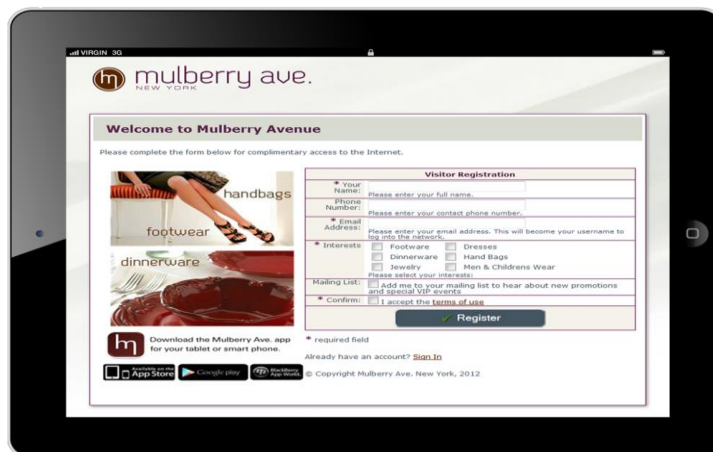 VIRGIN 3G
mulberry ave.
NEW YORK
Welcome to Mulberry Avenue
Please complete the form below for complimentary access to the Internet.
handbags
footwear
dinnerware
Download the Mulberry Ave. app
for your tablet or smart phone.
Available on the
App Store
Google play
BlackBerry
App World
Visitor Registration
* Your
Name:
Please enter your full name.
Phone
Number:
Please enter your contact phone number.
* Email
Address:
Please enter your email address. This will become your username to
log into the network.
* Interests
Footware Dresses
Dinnerware Hand Bags
Jewelry Men & Childrens Wear
Please select your interests:
Mailing List: Add me to your mailing list to hear about new promotions
and special VIP events
* Confirm: I accept the terms of use
Register
* required field
Already have an account? Sign In
© Copyright Mulberry Ave. New York, 2012